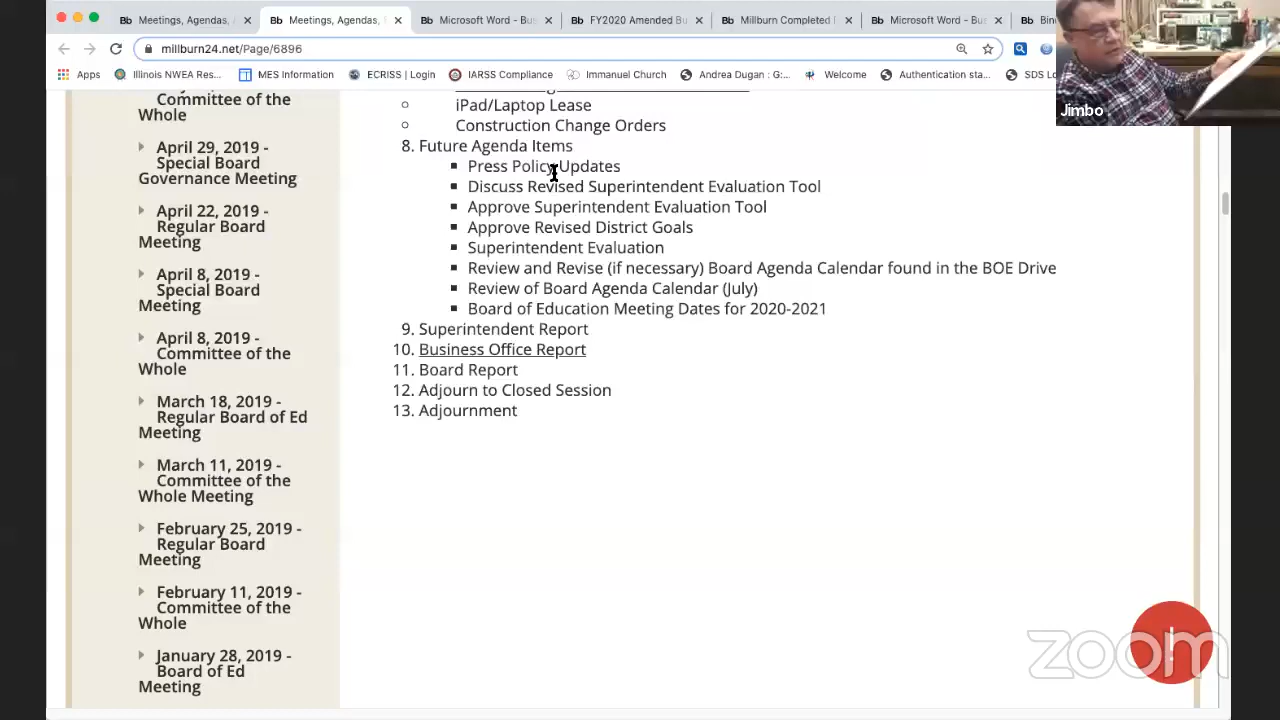 Meetings, Agendas, 
Meetings, Agendas,
Microsoft Word - Bus
FY2020 Amended Bu
Millburn Completed
Microsoft Word - Bus
millburn24.net/Page/6896
Apps
Illinois NWEA Res...
MES Information
ECRISS | Login
IARSS Compliance
Immanuel Church
Andrea Dugan : G:...
Welcome
Authentication sta...
SDS Lo
Jimbo
Committee of the
Whole
April 29, 2019 -
Special Board
Governance Meeting
April 22, 2019 -
Regular Board
Meeting
April 8, 2019 -
Special Board
Meeting
April 8, 2019 -
Committee of the
Whole
March 18, 2019 -
Regular Board of Ed
Meeting
March 11, 2019 -
Committee of the
Whole Meeting
February 25, 2019 -
Regular Board
Meeting
February 11, 2019 -
Committee of the
Whole
January 28, 2019 -
Board of Ed
Meeting
iPad/Laptop Lease
Construction Change Orders
8. Future Agenda Items
Press Policy Updates
Discuss Revised Superintendent Evaluation Tool
Approve Superintendent Evaluation Tool
Approve Revised District Goals
Superintendent Evaluation
Review and Revise (if necessary) Board Agenda Calendar found in the BOE Drive
Review of Board Agenda Calendar (July)
Board of Education Meeting Dates for 2020-2021
9. Superintendent Report
10. Business Office Report
11. Board Report
12. Adjourn to Closed Session
13. Adjournment
zoom